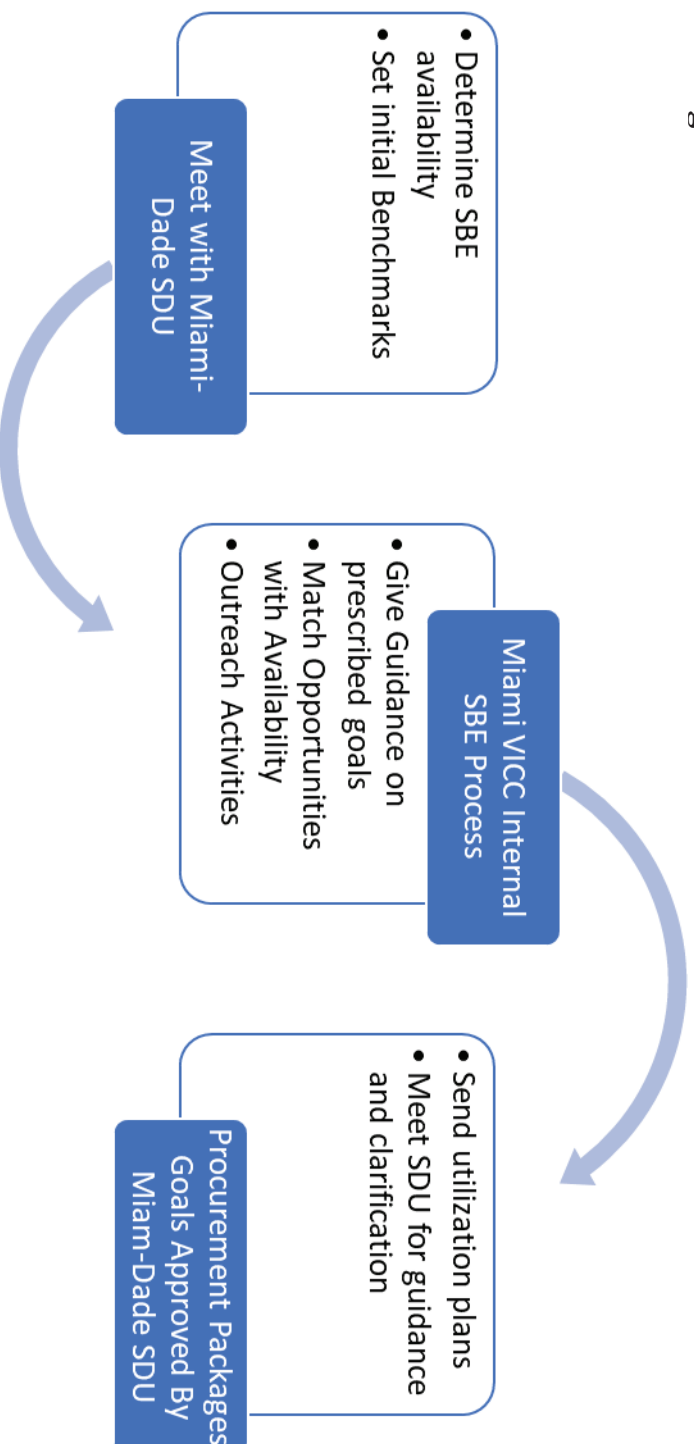 • Determine SBE
availability
• Set initial Benchmarks
Meet with Miami-
Dade SDU
Miami VICC Internal
SBE Process
• Give Guidance on
prescribed goals
• Match Opportunities
with Availability
• Outreach Activities
• Send utilization plans
• Meet SDU for guidance
and clarification
Procurement Packages
Goals Approved By
Miam-Dade SDU